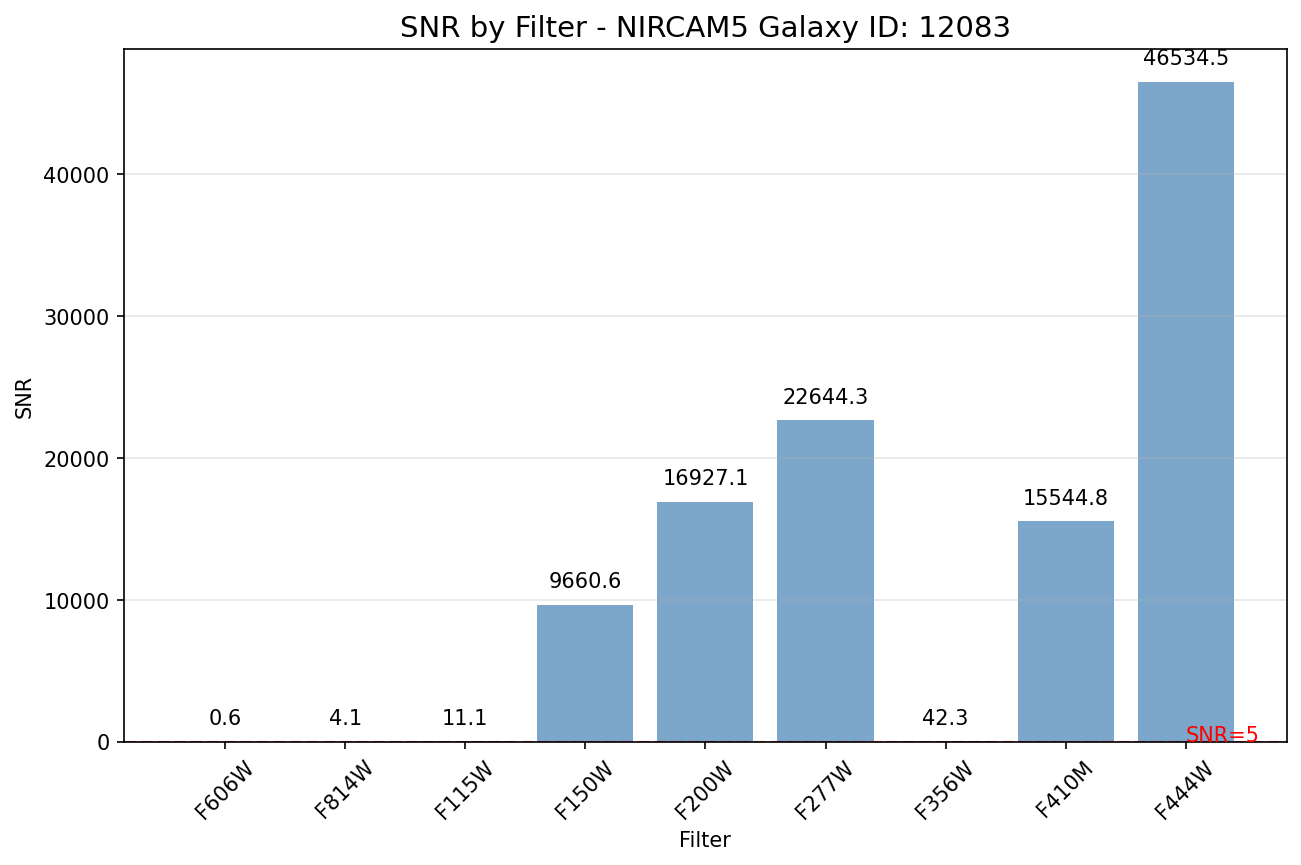 SNR by Filter - NIRCAM5 Galaxy ID: 12083
46534.5
40000
30000
22644.3
20000
16927.1
15544.8
10000
9660.6
0.6
4.1
11.1
42.3
SNR=5
0
SNR
F606W
F814W
F115W
F150W
F200W
F277W
F356W
F410M
F444W
Filter